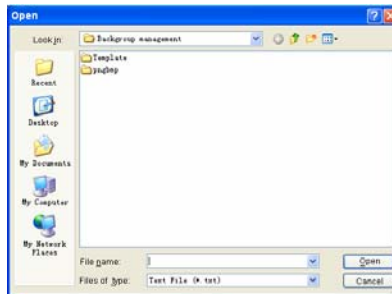 Open
Look in:
Backgroup management
Template
pngbmp
Recent
Desktop
My Documents
My Computer
My Network
Places
File name:
Open
Files of type:
Text File (*.txt)
Cancel